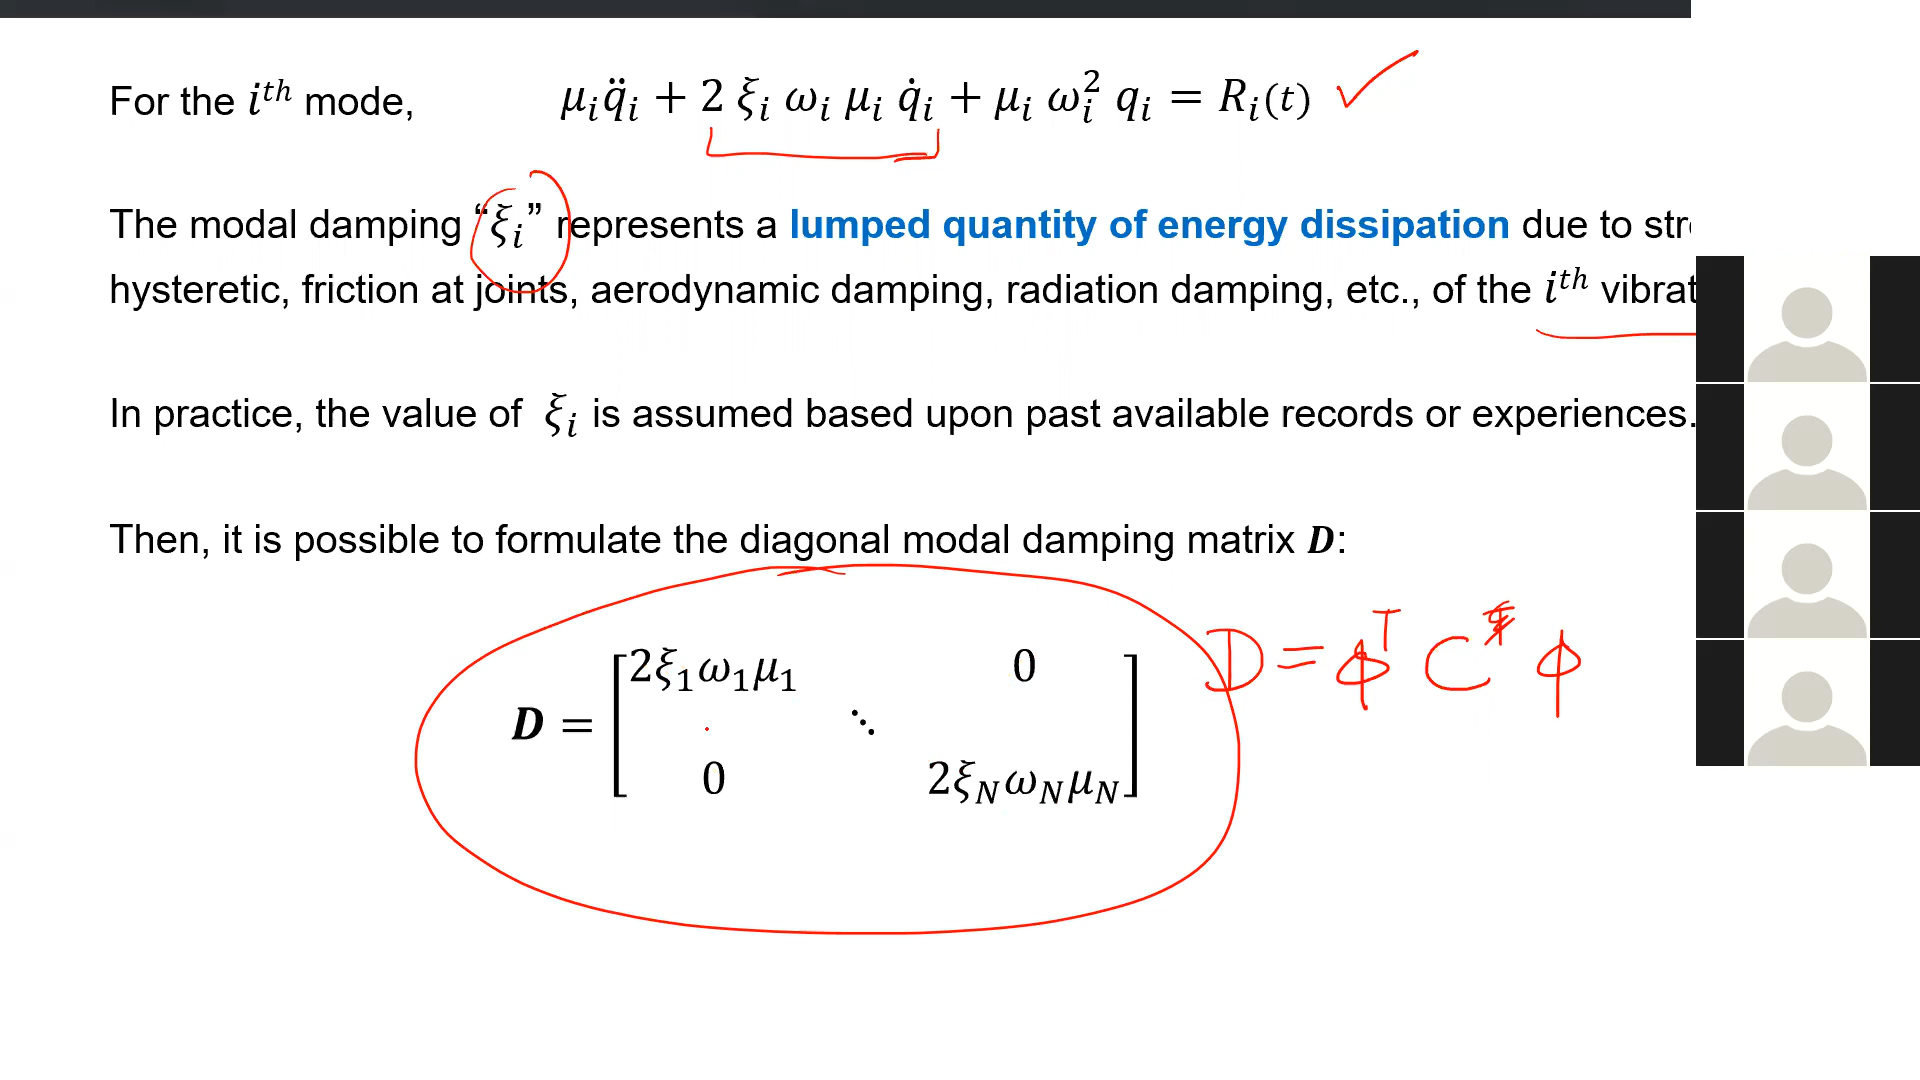 For the iᵗʰ mode, μᵢq̈ᵢ + 2 ξᵢ ωᵢ μᵢ q̇ᵢ + μᵢ ωᵢ² qᵢ = Rᵢ(t)
The modal damping “ξᵢ” represents a lumped quantity of energy dissipation due to
hysteretic, friction at joints, aerodynamic damping, radiation damping, etc., of the iᵗʰ
In practice, the value of ξᵢ is assumed based upon past available records or experiences.
Then, it is possible to formulate the diagonal modal damping matrix D:
2ξ₁ω₁μ₁ 0
D = [ ⋱ ] D = ϕᵀ C ϕ
0 2ξ_Nω_Nμ_N